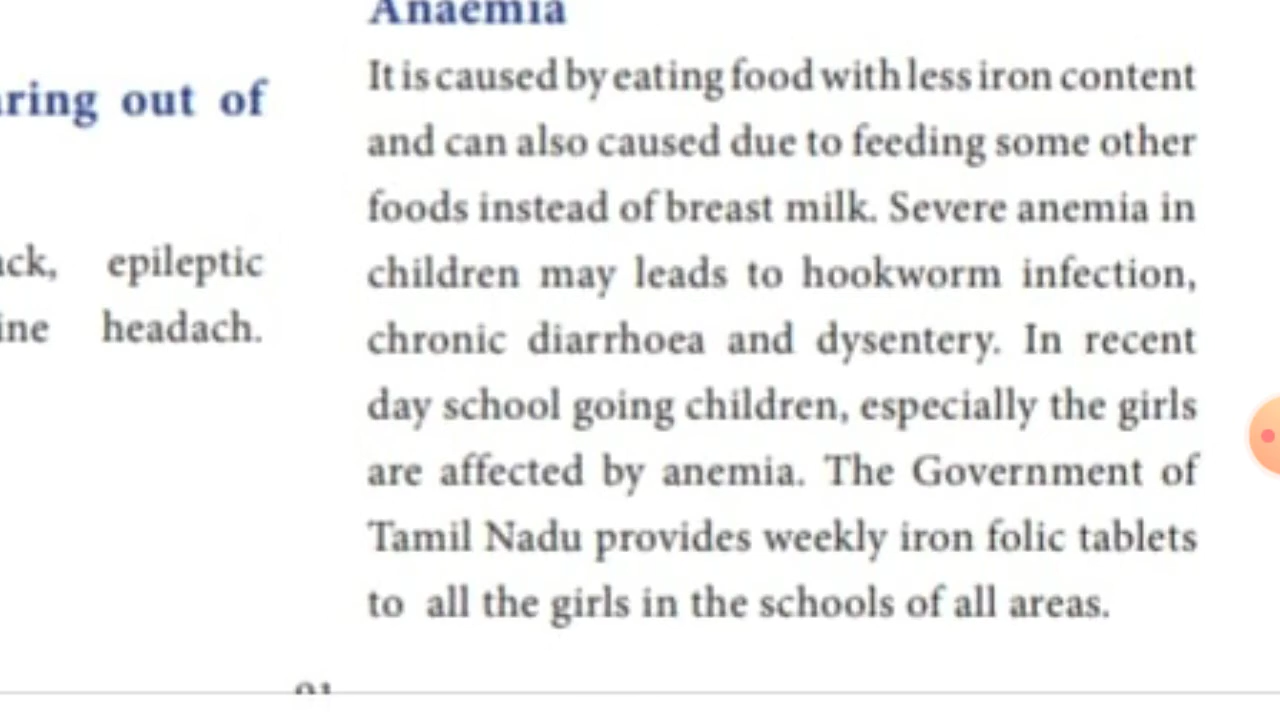 aring out of
ack, epileptic
ine headach.
Anaemia
It is caused by eating food with less iron content
and can also caused due to feeding some other
foods instead of breast milk. Severe anemia in
children may leads to hookworm infection,
chronic diarrhoea and dysentery. In recent
day school going children, especially the girls
are affected by anemia. The Government of
Tamil Nadu provides weekly iron folic tablets
to all the girls in the schools of all areas.